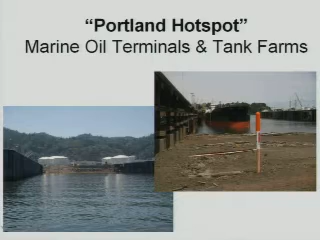 “Portland Hotspot”
Marine Oil Terminals & Tank Farms